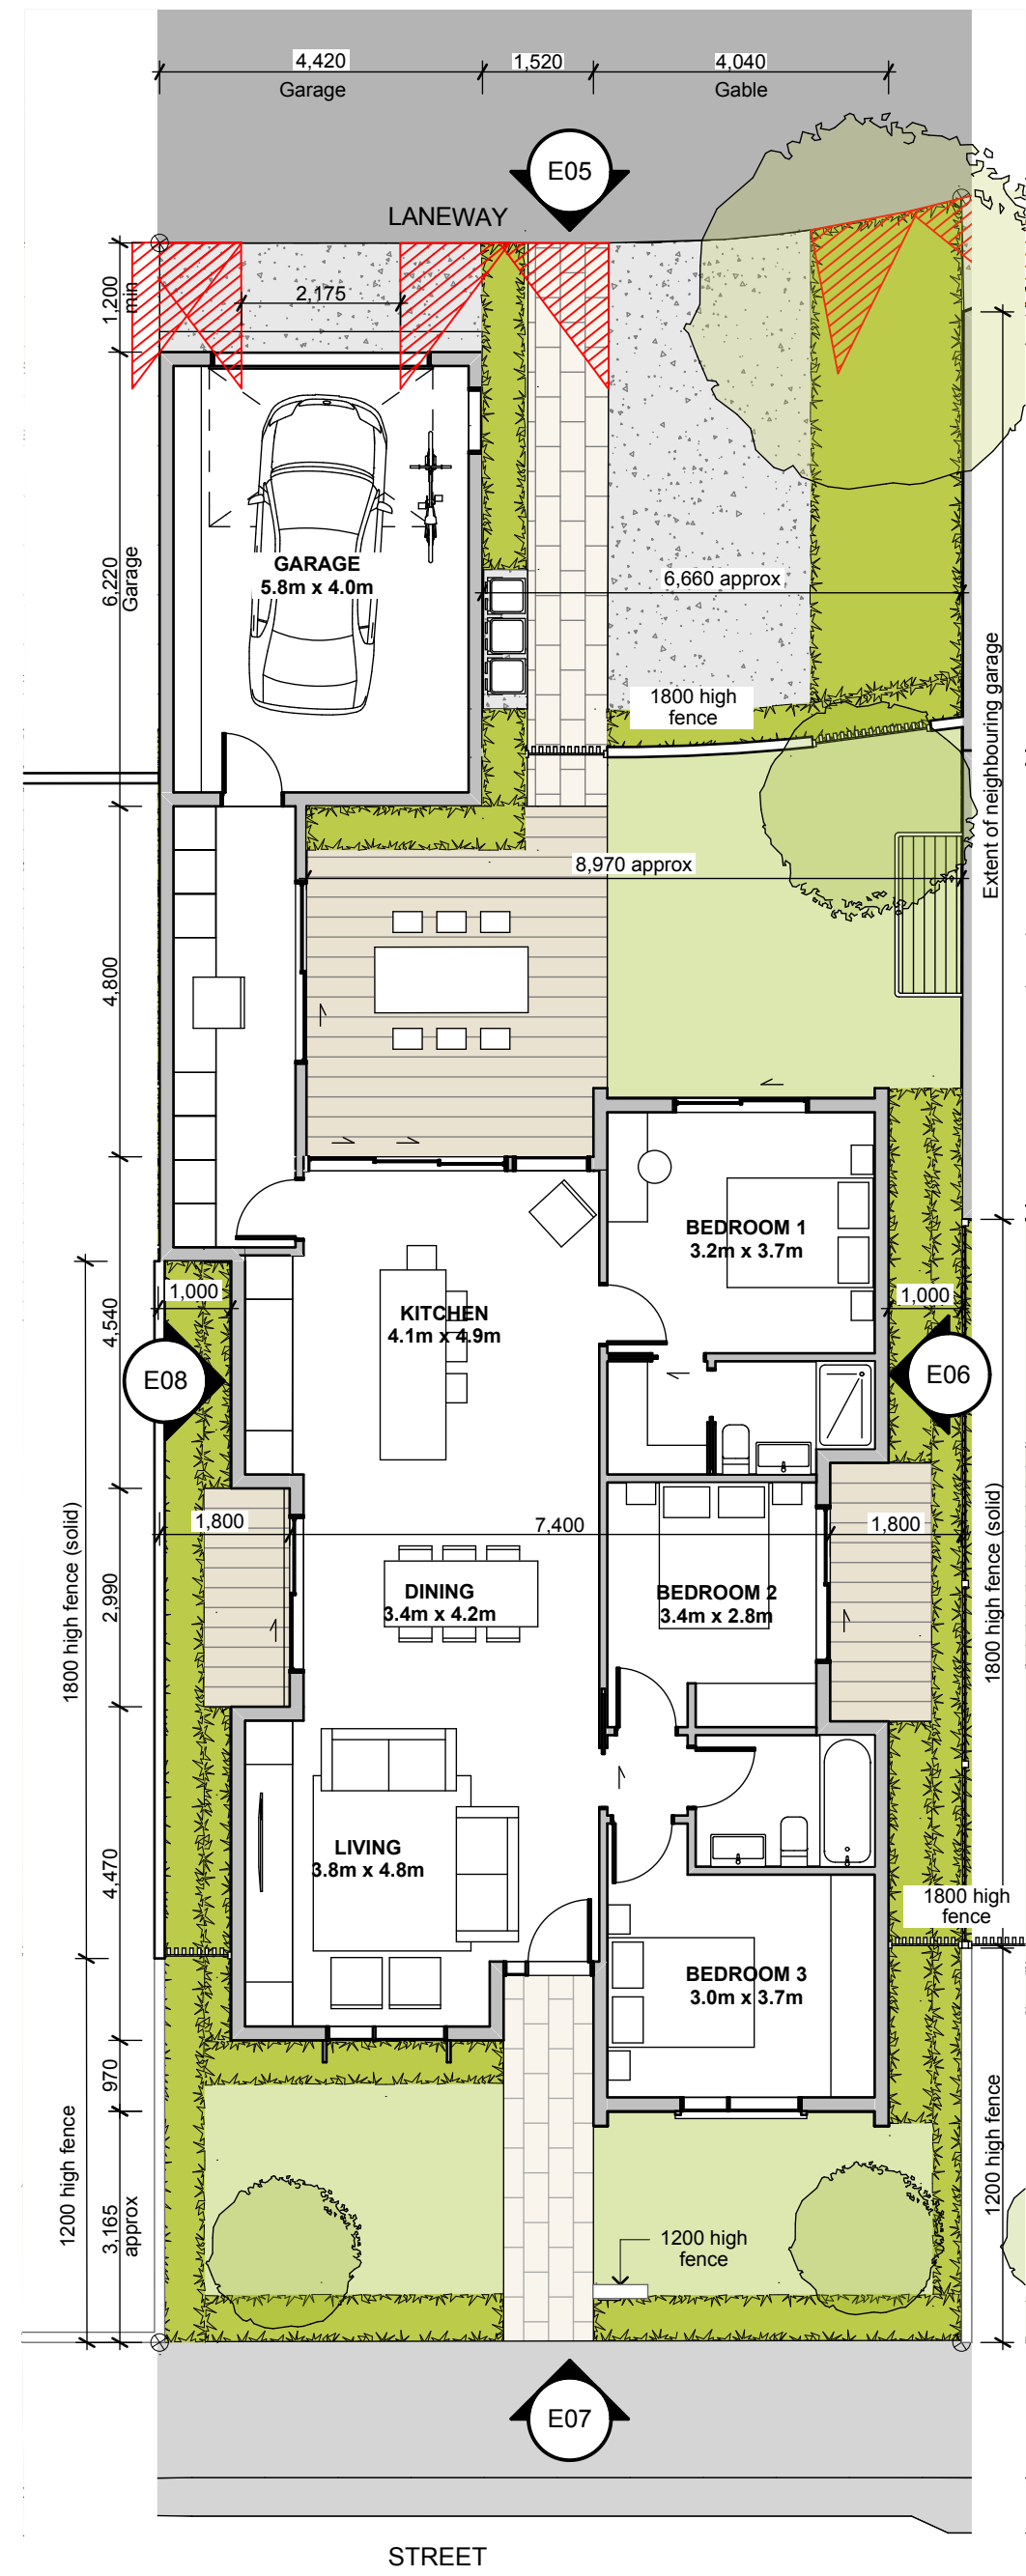 4,420
1,520
4,040
Garage
Gable
E05
LANEWAY
1,200
min
2,175
6,220
Garage
GARAGE
5.8m x 4.0m
6,660 approx
1800 high
fence
Extent of neighbouring garage
8,970 approx
4,800
BEDROOM 1
3.2m x 3.7m
1,000
1,000
4,540
KITCHEN
4.1m x 4.9m
E08
E06
1800 high fence (solid)
1,800
7,400
1,800
1800 high fence (solid)
2,990
DINING
3.4m x 4.2m
BEDROOM 2
3.4m x 2.8m
LIVING
3.8m x 4.8m
4,470
1800 high
fence
BEDROOM 3
3.0m x 3.7m
970
1200 high fence
3,165
approx
1200 high
fence
1200 high fence
E07
STREET